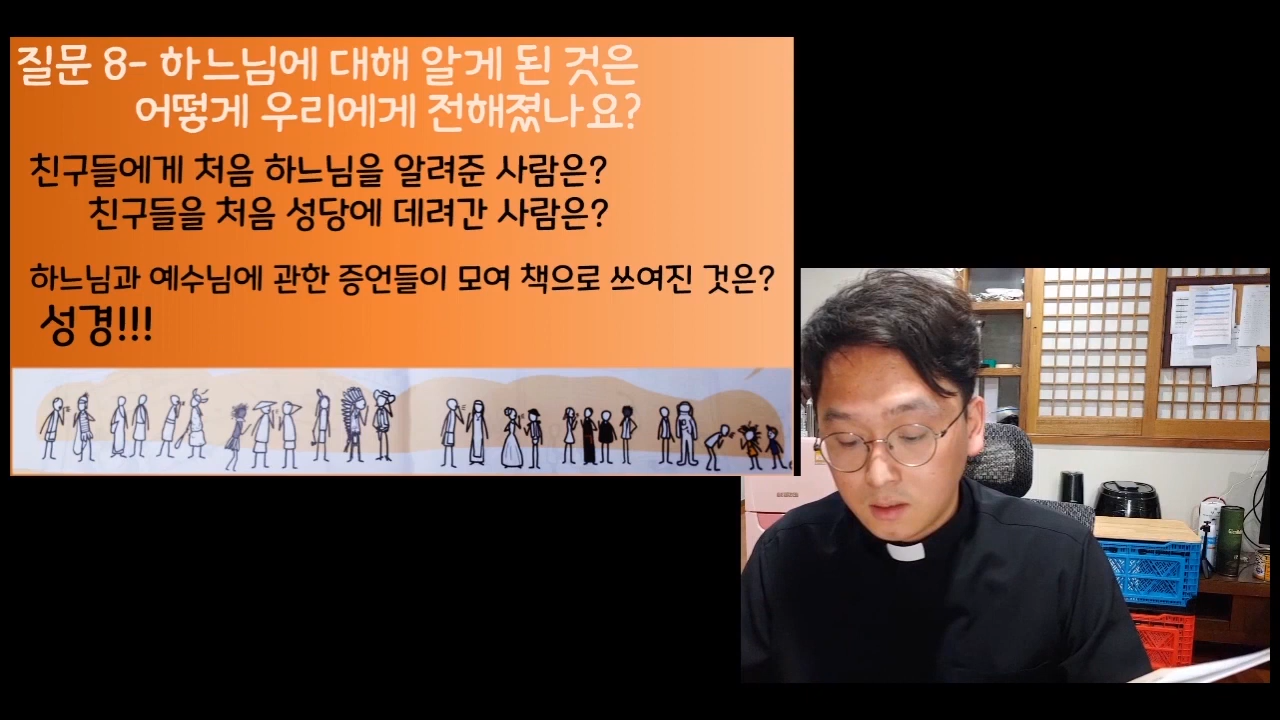 질문 8- 하느님에 대해 알게 된 것은
어떻게 우리에게 전해졌나요?
친구들에게 처음 하느님을 알려준 사람은?
친구들을 처음 성당에 데려간 사람은?
하느님과 예수님에 관한 증언들이 모여 책으로 쓰여진 것은?
성경!!!